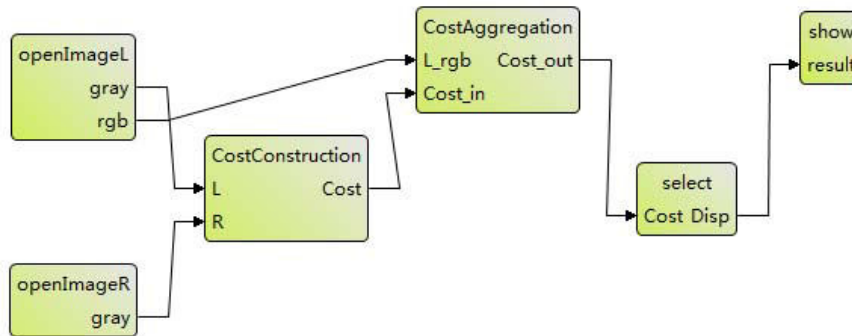 openImageL
gray
rgb
CostConstruction
L
Cost
R
openImageR
gray
CostAggregation
L_rgb Cost_out
Cost_in
select
Cost Disp
show
result